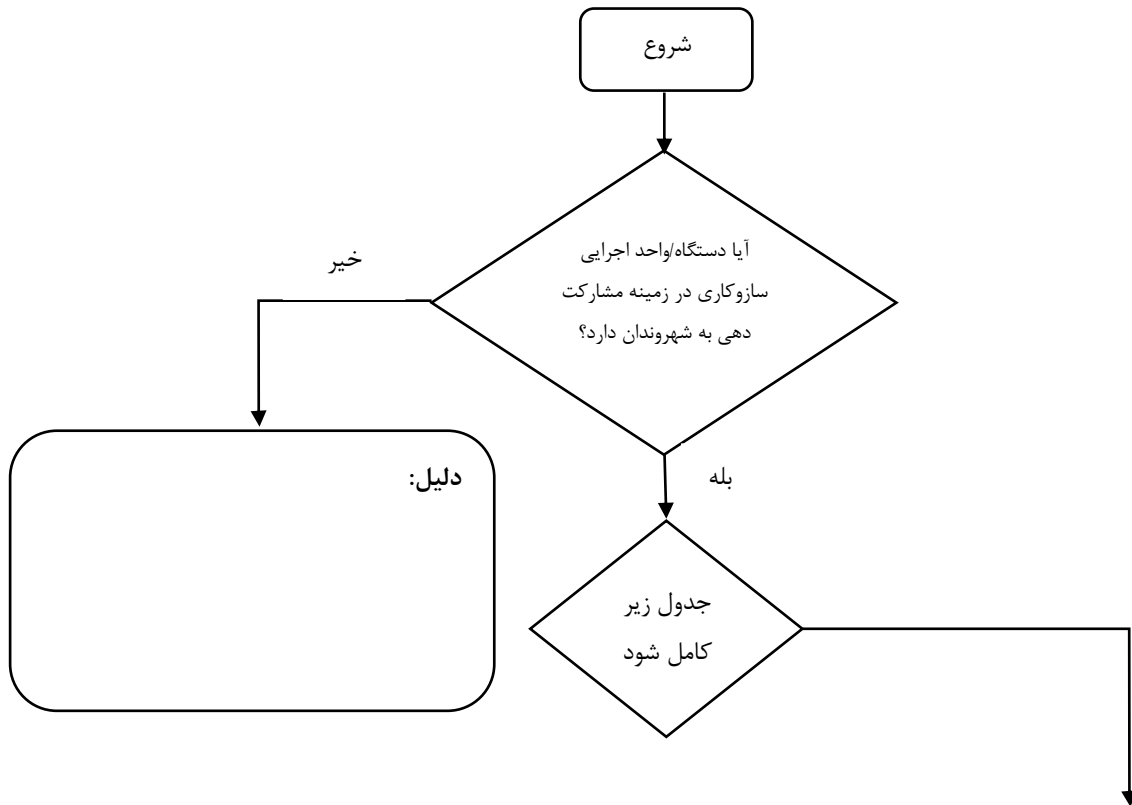 شروع
آیا دستگاه/واحد اجرایی
سازوکاری در زمینه مشارکت
دهی به شهروندان دارد؟
خیر
دلیل:
بله
جدول زیر
کامل شود